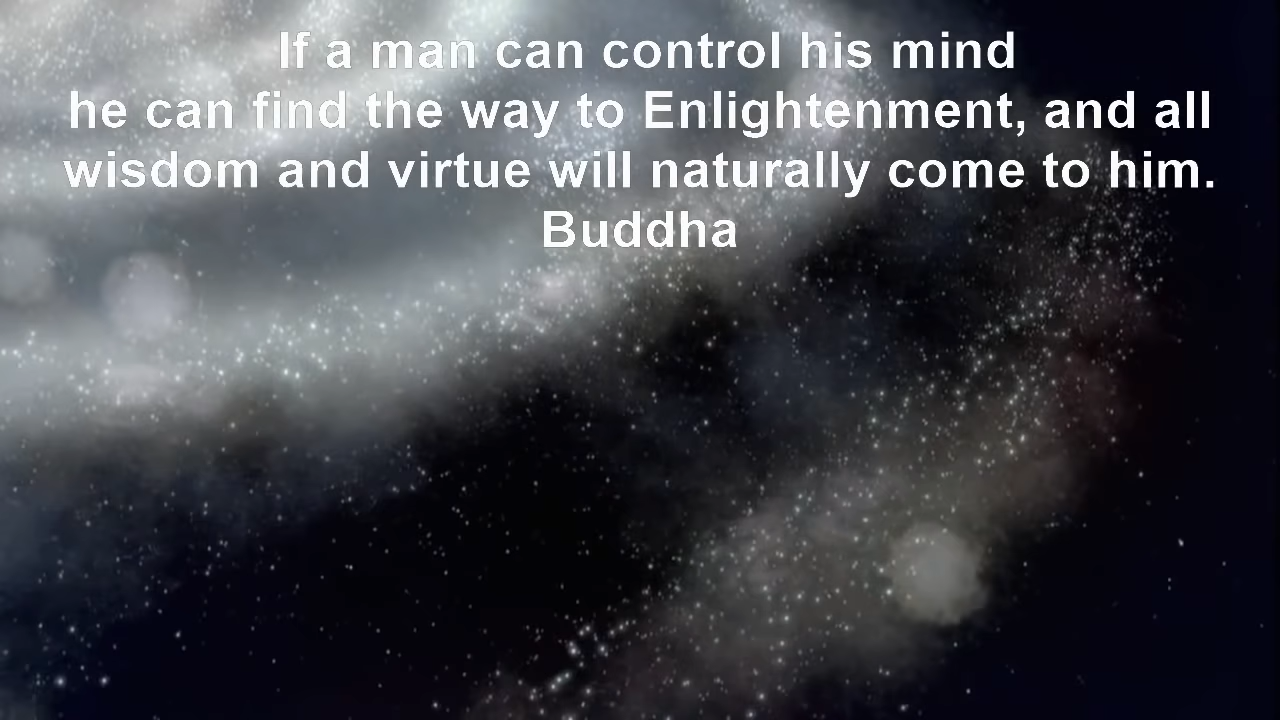 If a man can control his mind
he can find the way to Enlightenment, and all
wisdom and virtue will naturally come to him.
Buddha